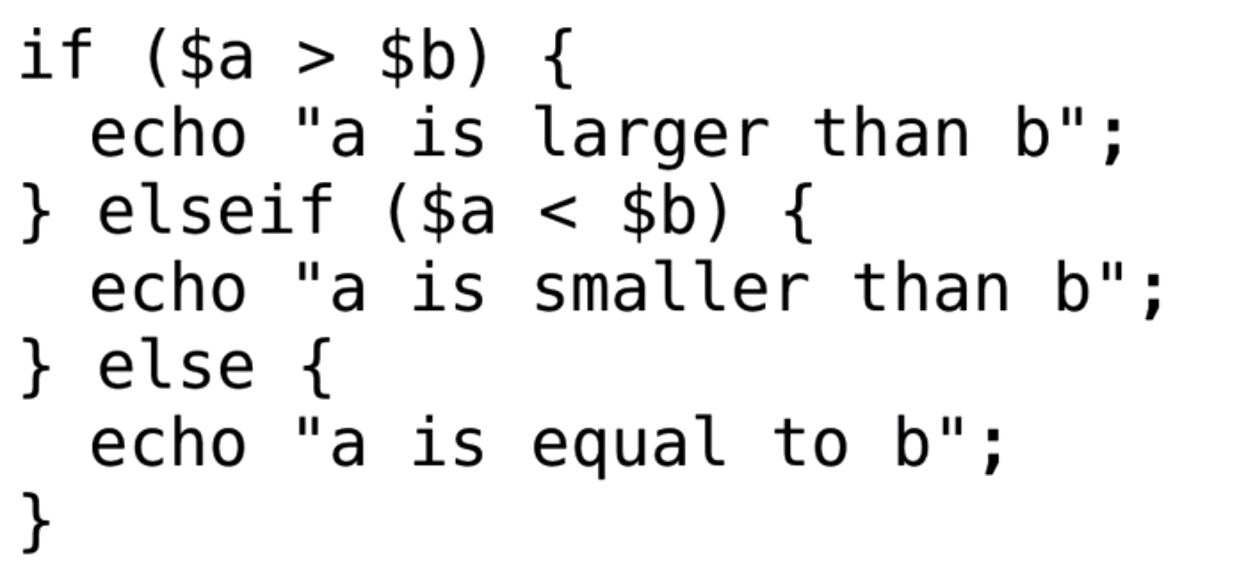 if ($a > $b) {
  echo "a is larger than b";
} elseif ($a < $b) {
  echo "a is smaller than b";
} else {
  echo "a is equal to b";
}